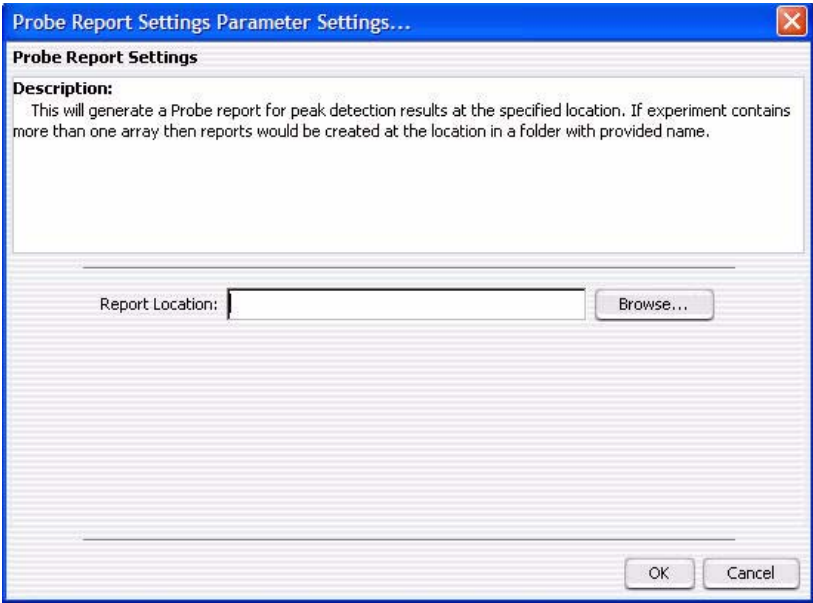 Probe Report Settings Parameter Settings...
Probe Report Settings
Description:
This will generate a Probe report for peak detection results at the specified location. If experiment contains
more than one array then reports would be created at the location in a folder with provided name.
Report Location:
Browse...
OK
Cancel